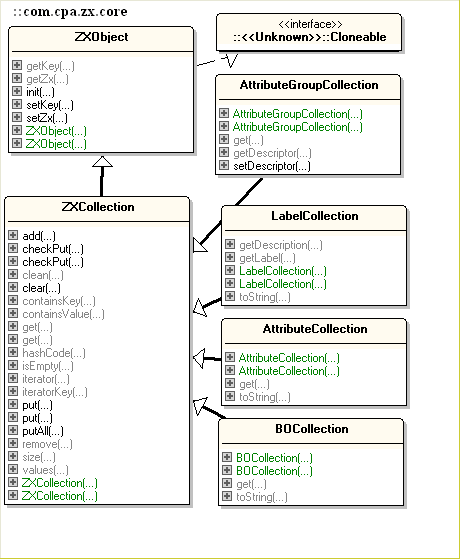 ::com.cpa.zx.core
ZXObject
getKey(...)
getZx(...)
init(...)
setKey(...)
setZx(...)
ZXObject(...)
ZXObject(...)
<<interface>>
::<<Unknown>>::Cloneable
AttributeGroupCollection
AttributeGroupCollection(...)
AttributeGroupCollection(...)
get(...)
getDescriptor(...)
setDescriptor(...)
ZXCollection
add(...)
checkPut(...)
checkPut(...)
clean(...)
clear(...)
containsKey(...)
containsValue(...)
get(...)
get(...)
hashCode(...)
isEmpty(...)
iterator(...)
iteratorKey(...)
put(...)
put(...)
putAll(...)
remove(...)
size(...)
values(...)
ZXCollection(...)
ZXCollection(...)
LabelCollection
getDescription(...)
getLabel(...)
LabelCollection(...)
LabelCollection(...)
toString(...)
AttributeCollection
AttributeCollection(...)
AttributeCollection(...)
get(...)
toString(...)
BOCollection
BOCollection(...)
BOCollection(...)
get(...)
toString(...)